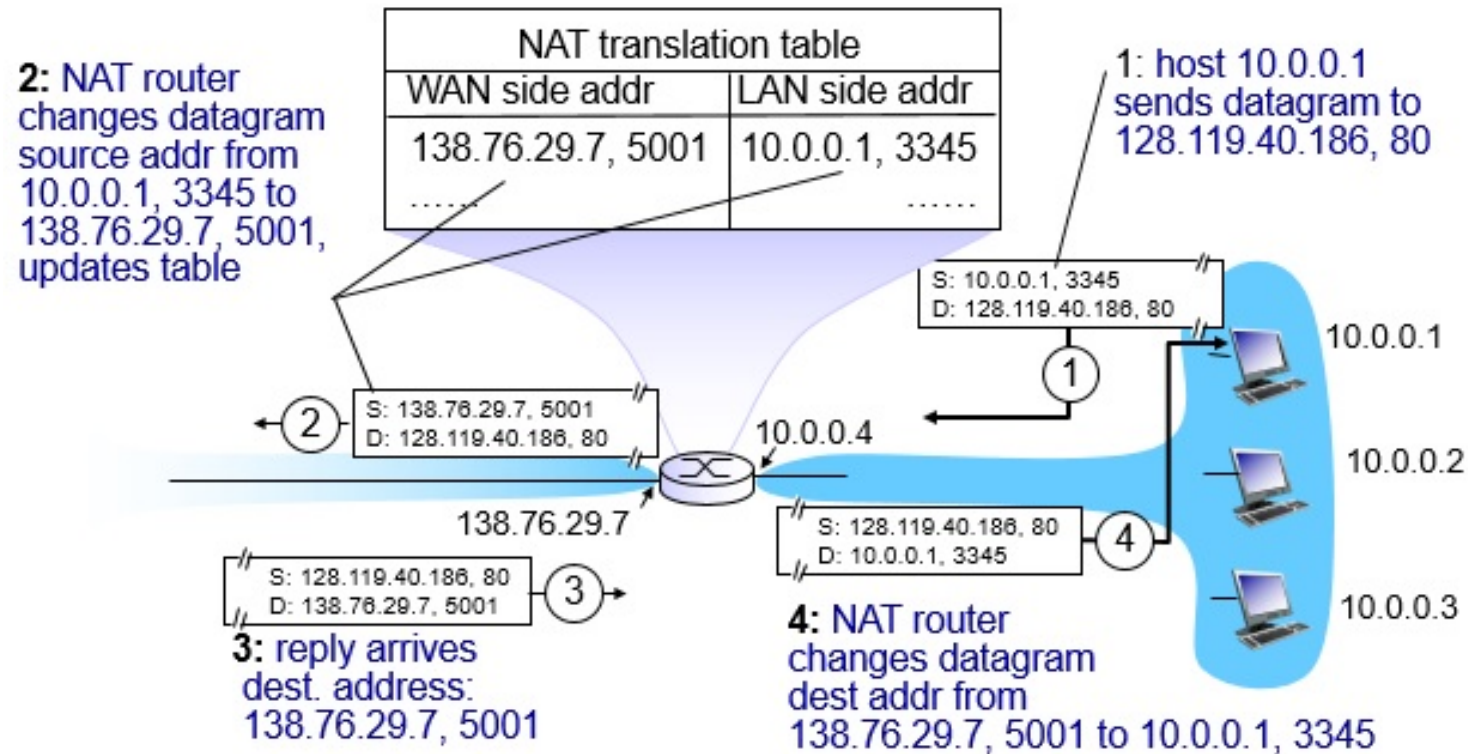 NAT translation table
WAN side addr LAN side addr
138.76.29.7, 5001 10.0.0.1, 3345
...... ......
2: NAT router
changes datagram
source addr from
10.0.0.1, 3345 to
138.76.29.7, 5001,
updates table
1: host 10.0.0.1
sends datagram to
128.119.40.186, 80
S: 10.0.0.1, 3345
D: 128.119.40.186, 80
1
10.0.0.1
S: 138.76.29.7, 5001
D: 128.119.40.186, 80
2
10.0.0.4
10.0.0.2
138.76.29.7
S: 128.119.40.186, 80
D: 10.0.0.1, 3345
4
S: 128.119.40.186, 80
D: 138.76.29.7, 5001
3
10.0.0.3
3: reply arrives
dest. address:
138.76.29.7, 5001
4: NAT router
changes datagram
dest addr from
138.76.29.7, 5001 to 10.0.0.1, 3345